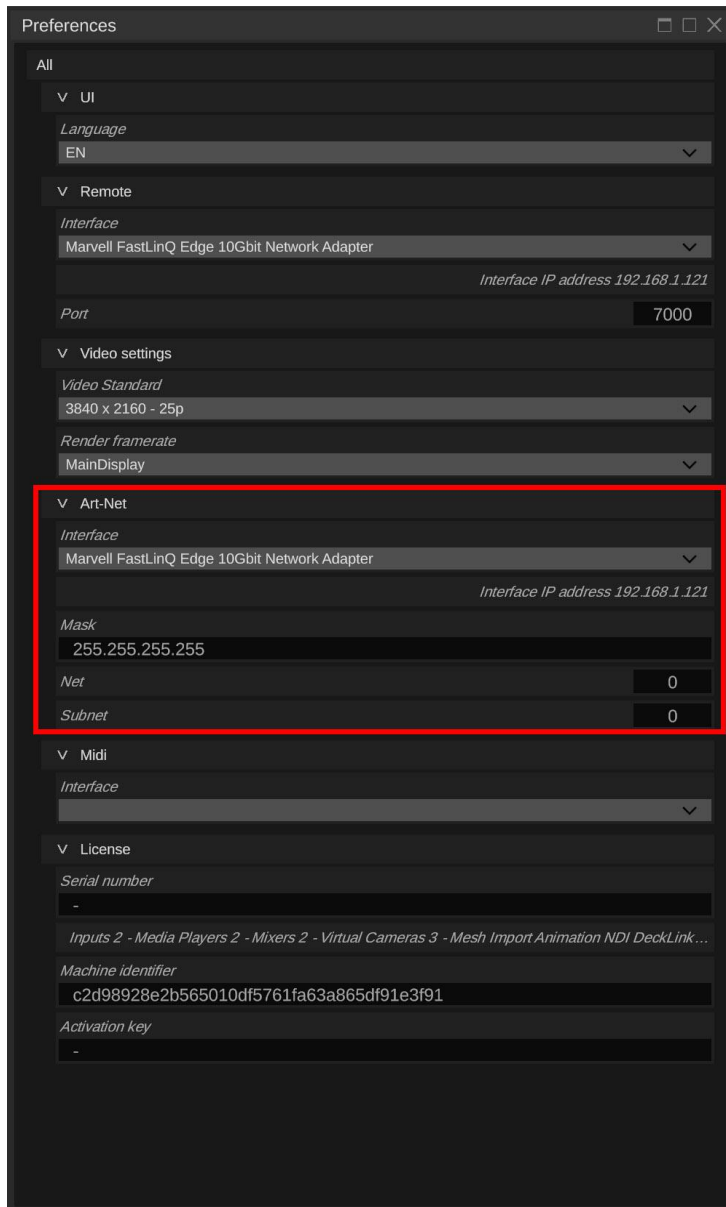 Preferences
All
V UI
Language
EN
V Remote
Interface
Marvell FastLinQ Edge 10Gbit Network Adapter
Interface IP address 192.168.1.121
Port 7000
V Video settings
Video Standard
3840 x 2160 - 25p
Render framerate
MainDisplay
V Art-Net
Interface
Marvell FastLinQ Edge 10Gbit Network Adapter
Interface IP address 192.168.1.121
Mask
255.255.255.255
Net 0
Subnet 0
V Midi
Interface
V License
Serial number
-
Inputs 2 - Media Players 2 - Mixers 2 - Virtual Cameras 3 - Mesh Import Animation NDI DeckLink...
Machine identifier
c2d98928e2b565010df5761fa63a865df91e3f91
Activation key
-